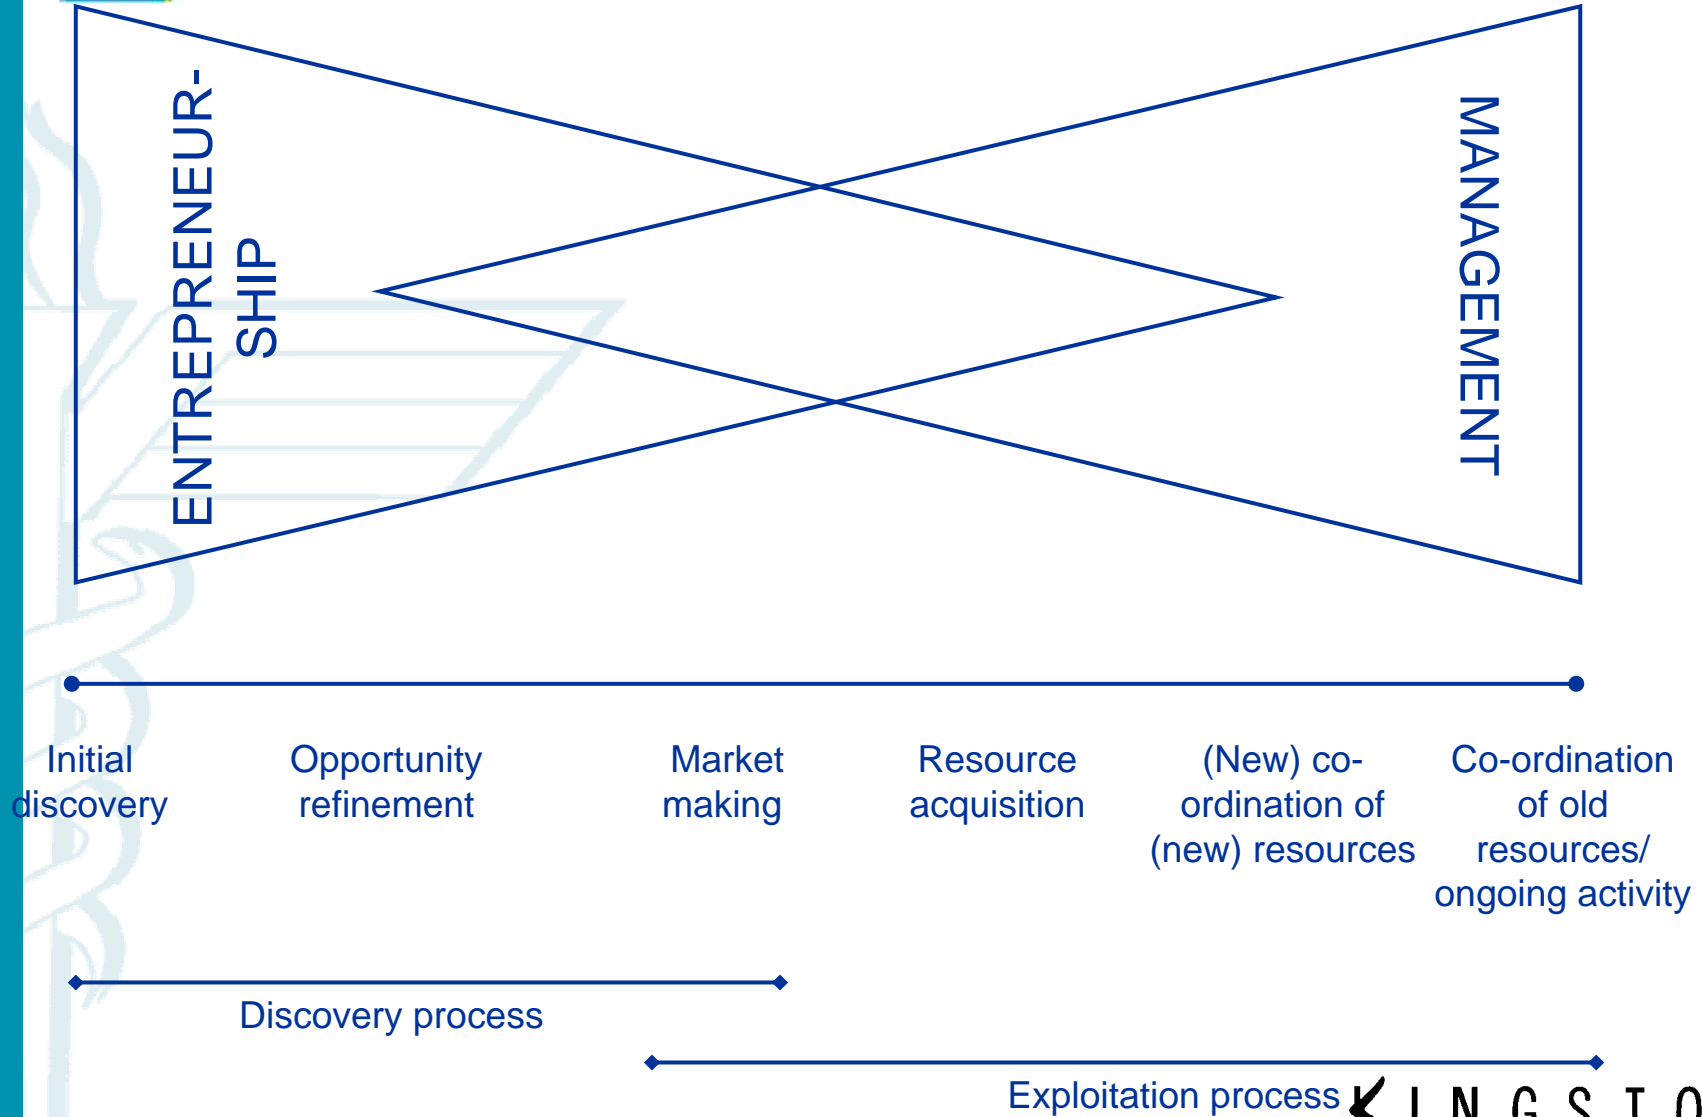 ENTREPRENEUR-
SHIP
MANAGEMENT
Initial
discovery
Opportunity
refinement
Market
making
Resource
acquisition
(New) co-
ordination of
(new) resources
Co-ordination
of old
resources/
ongoing activity
Discovery process
Exploitation process
KINGSTO